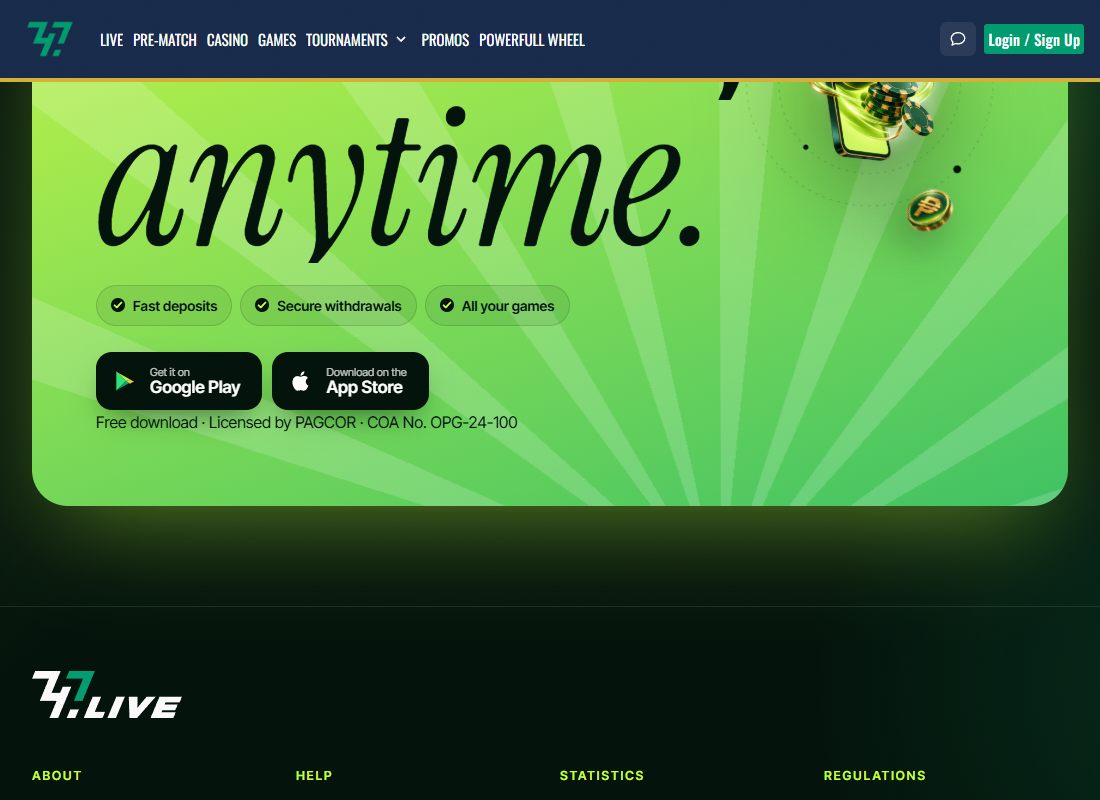 747 LIVE PRE-MATCH CASINO GAMES TOURNAMENTS PROMOS POWERFULL WHEEL Login / Sign Up
anytime.
Fast deposits Secure withdrawals All your games
Get it on Download on the
Google Play App Store
Free download · Licensed by PAGCOR · COA No. OPG-24-100
747.LIVE
ABOUT HELP STATISTICS REGULATIONS